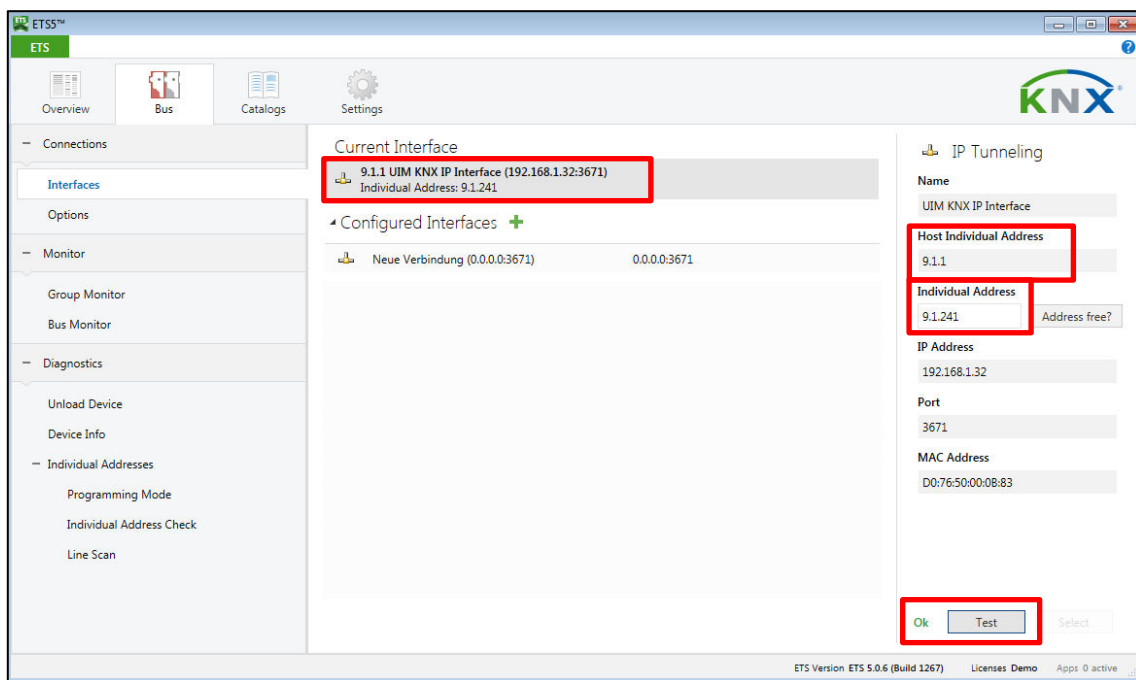 ETS5™
ETS
Overview
Bus
Catalogs
Settings
KNX
Connections
Interfaces
Options
Monitor
Group Monitor
Bus Monitor
Diagnostics
Unload Device
Device Info
Individual Addresses
Programming Mode
Individual Address Check
Line Scan
Current Interface
9.1.1 UIM KNX IP Interface (192.168.1.32:3671)
Individual Address: 9.1.241
Configured Interfaces
Neue Verbindung (0.0.0.0:3671) 0.0.0.0:3671
IP Tunneling
Name
UIM KNX IP Interface
Host Individual Address
9.1.1
Individual Address
9.1.241 Address free?
IP Address
192.168.1.32
Port
3671
MAC Address
D0:76:50:00:0B:83
Ok Test Select
ETS Version ETS 5.0.6 (Build 1267) Licenses Demo Apps 0 active